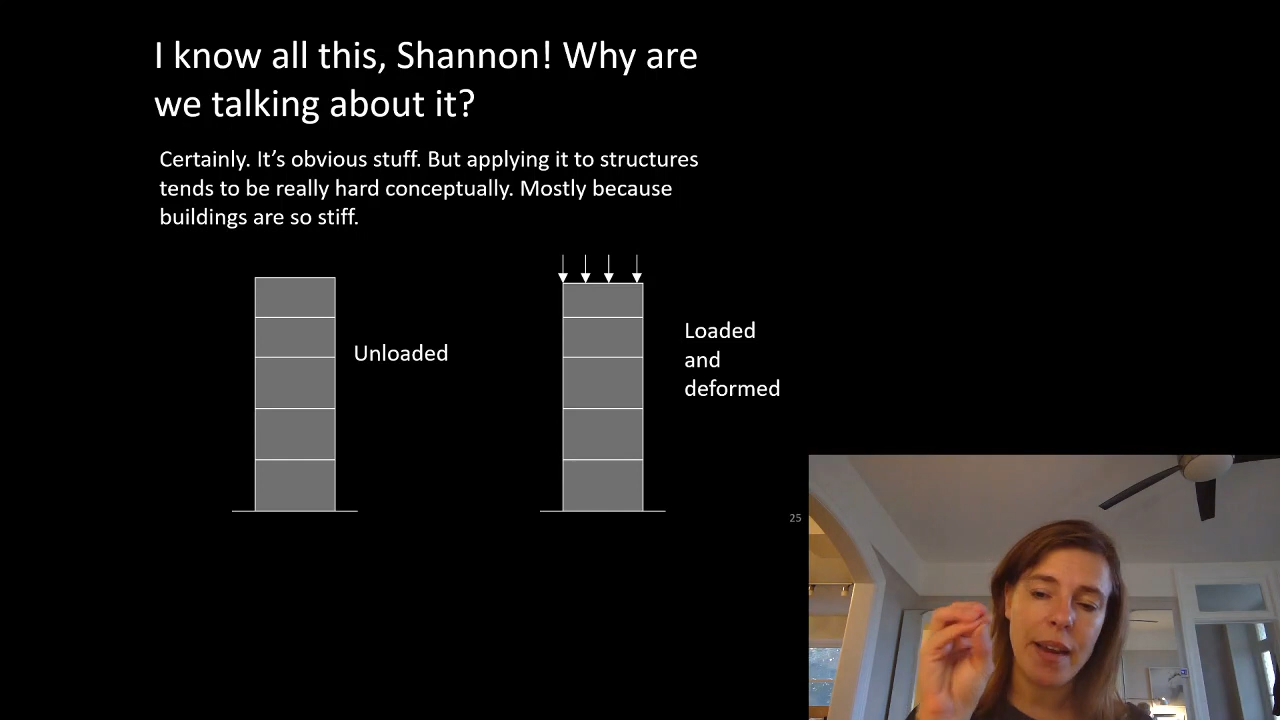 I know all this, Shannon! Why are
we talking about it?
Certainly. It’s obvious stuff. But applying it to structures
tends to be really hard conceptually. Mostly because
buildings are so stiff.
Unloaded
Loaded
and
deformed
25